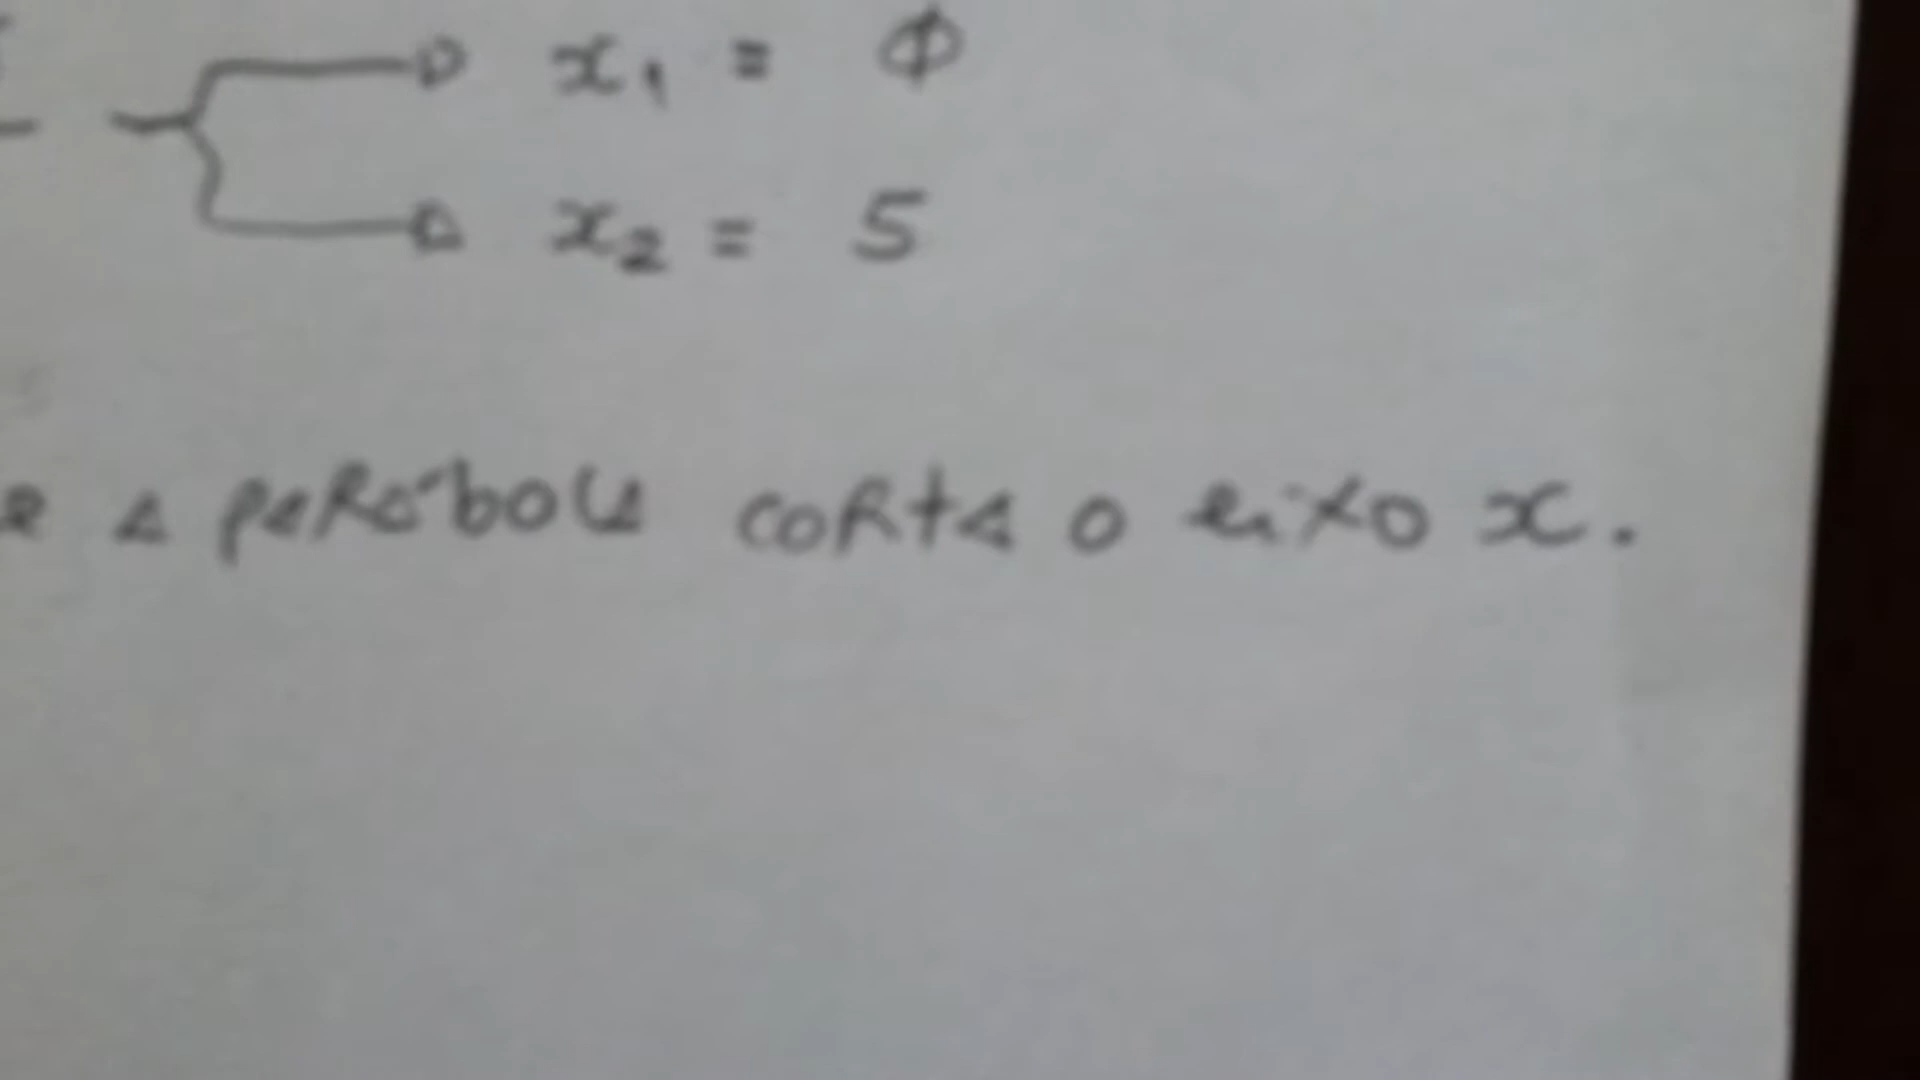 x₁ = 0
x₂ = 5
a parábola corta o eixo x.